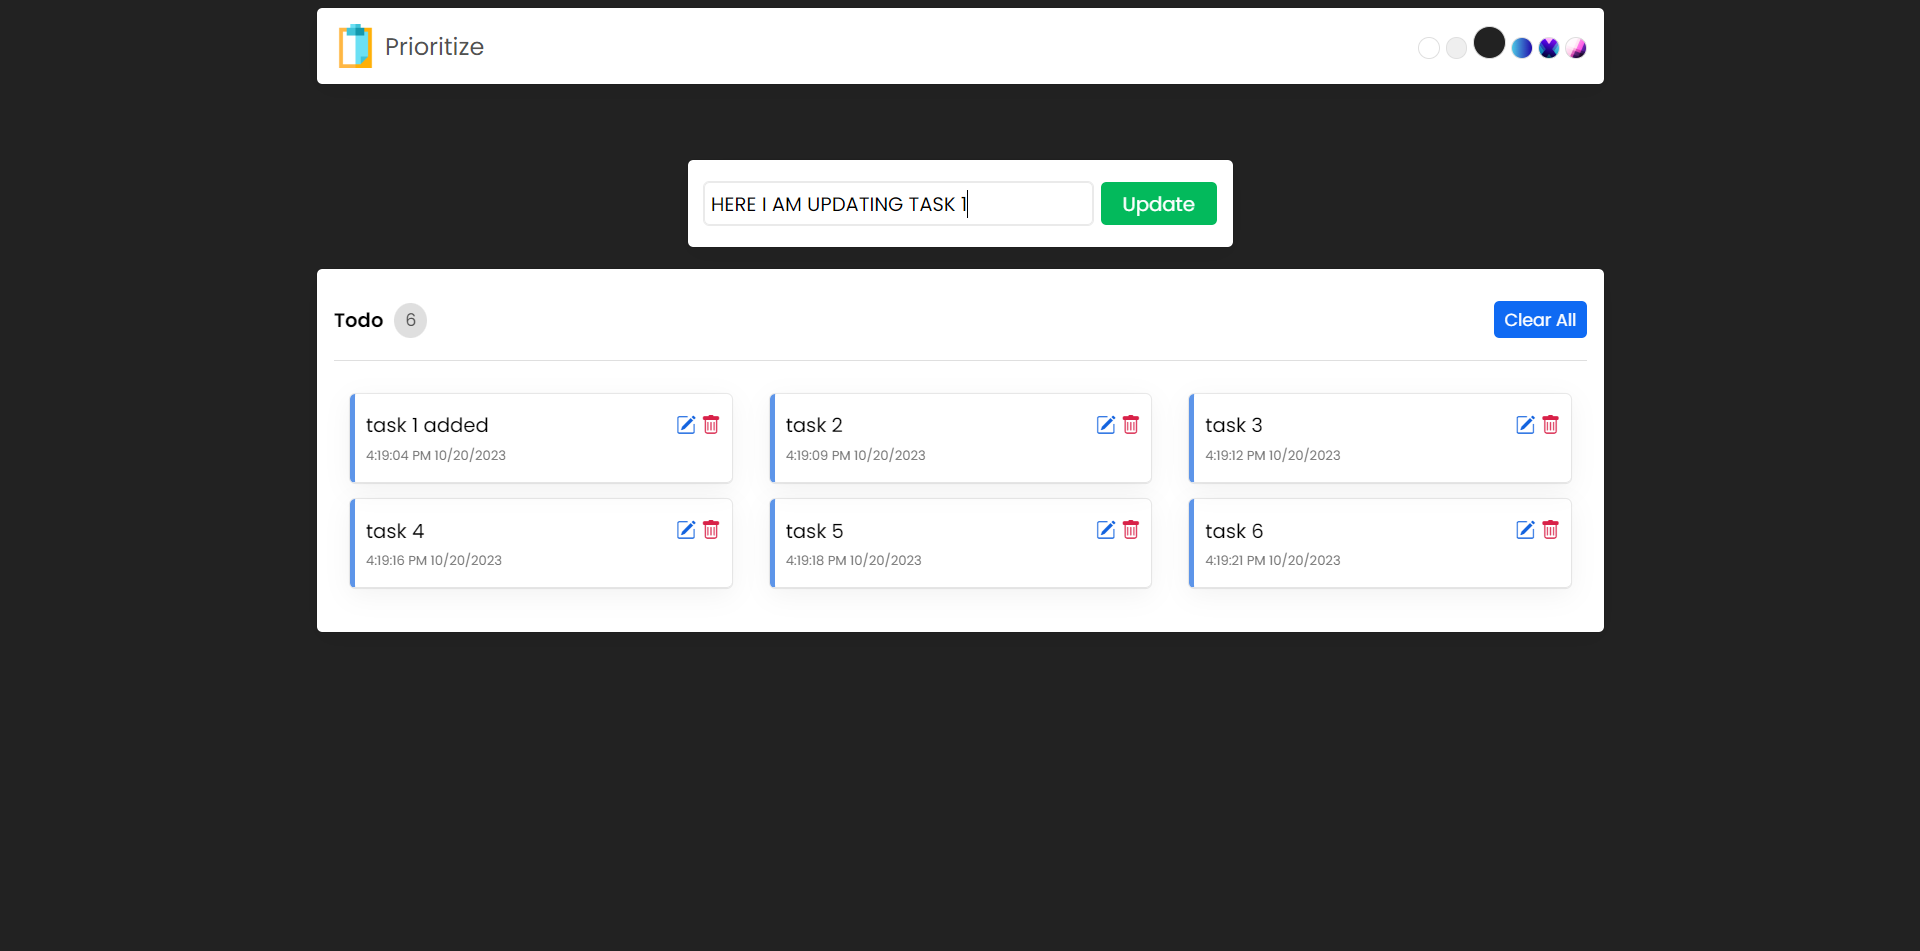 Prioritize
HERE I AM UPDATING TASK 1
Update
Todo 6
Clear All
task 1 added
4:19:04 PM 10/20/2023
task 2
4:19:09 PM 10/20/2023
task 3
4:19:12 PM 10/20/2023
task 4
4:19:16 PM 10/20/2023
task 5
4:19:18 PM 10/20/2023
task 6
4:19:21 PM 10/20/2023